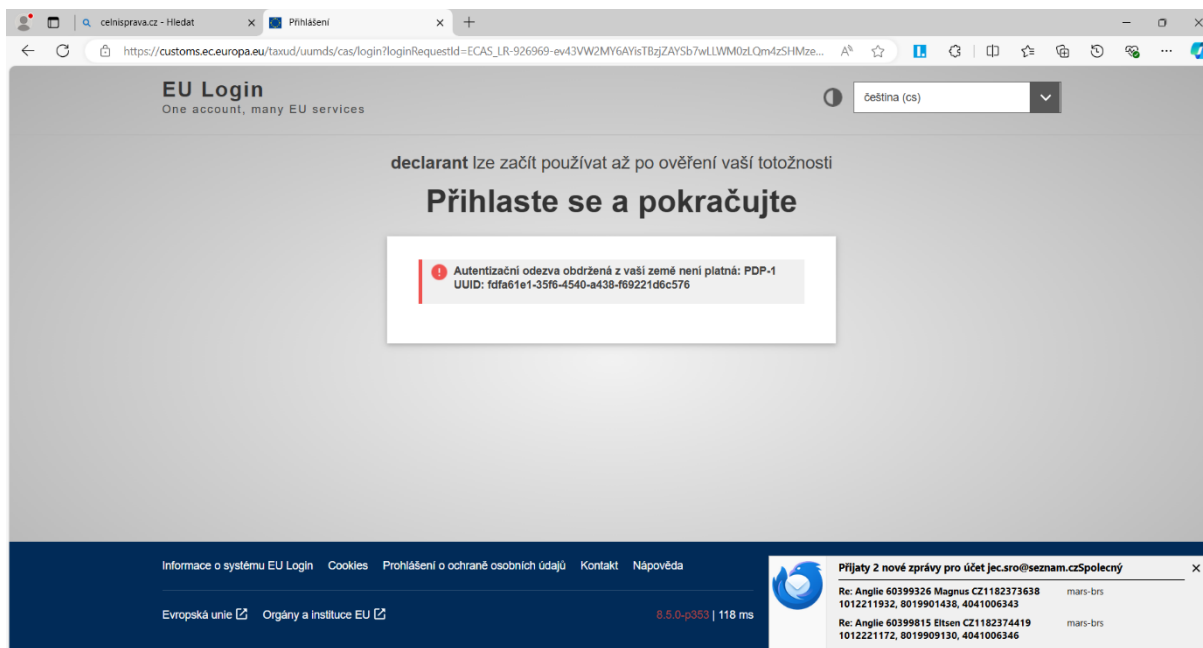 celnisprava.cz - Hledat
Přihlášení
https://customs.ec.europa.eu/taxud/uumds/cas/login?loginRequestId=ECAS_LR-926969-ev43VW2MY6AYisTBzjZAYSb7wLLWM0zLQm4zSHMze...
EU Login
One account, many EU services
čeština (cs)
declarant lze začít používat až po ověření vaší totožnosti
Přihlaste se a pokračujte
Autentizační odezva obdržená z vaší země není platná: PDP-1
UUID: fdfa61e1-35f6-4540-a438-f69221d6c576
Informace o systému EU Login Cookies Prohlášení o ochraně osobních údajů Kontakt Nápověda
Evropská unie Orgány a instituce EU 8.5.0-p353 | 118 ms
Přijaty 2 nové zprávy pro účet jec.sro@seznam.czSpolecný
Re: Anglie 60399326 Magnus CZ1182373638 mars-brs
1012211932, 8019901438, 4041006343
Re: Anglie 60399815 Eltsen CZ1182374419 mars-brs
1012221172, 8019909130, 4041006346